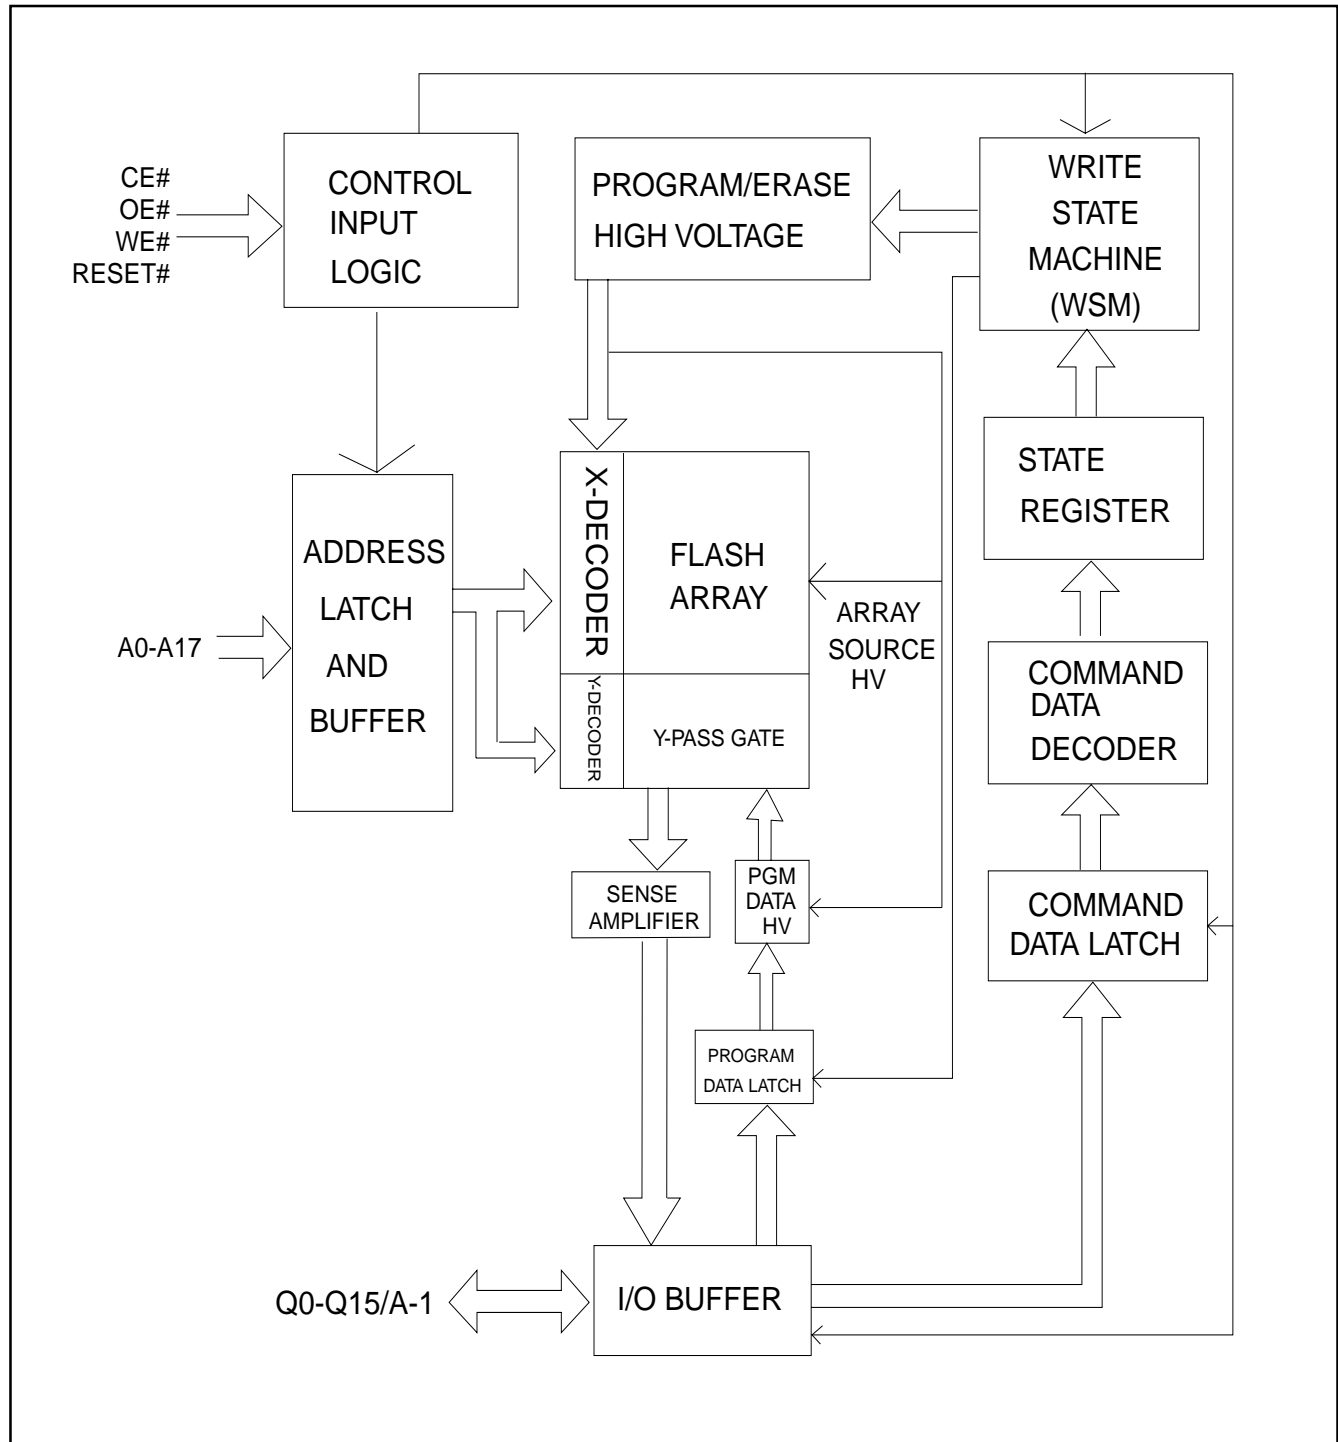 CE#
OE#
WE#
RESET#
CONTROL
INPUT
LOGIC
PROGRAM/ERASE
HIGH VOLTAGE
WRITE
STATE
MACHINE
(WSM)
STATE
REGISTER
A0-A17
ADDRESS
LATCH
AND
BUFFER
X-DECODER
FLASH
ARRAY
Y-DECODER
Y-PASS GATE
ARRAY
SOURCE
HV
COMMAND
DATA
DECODER
SENSE
AMPLIFIER
PGM
DATA
HV
COMMAND
DATA LATCH
PROGRAM
DATA LATCH
Q0-Q15/A-1
I/O BUFFER